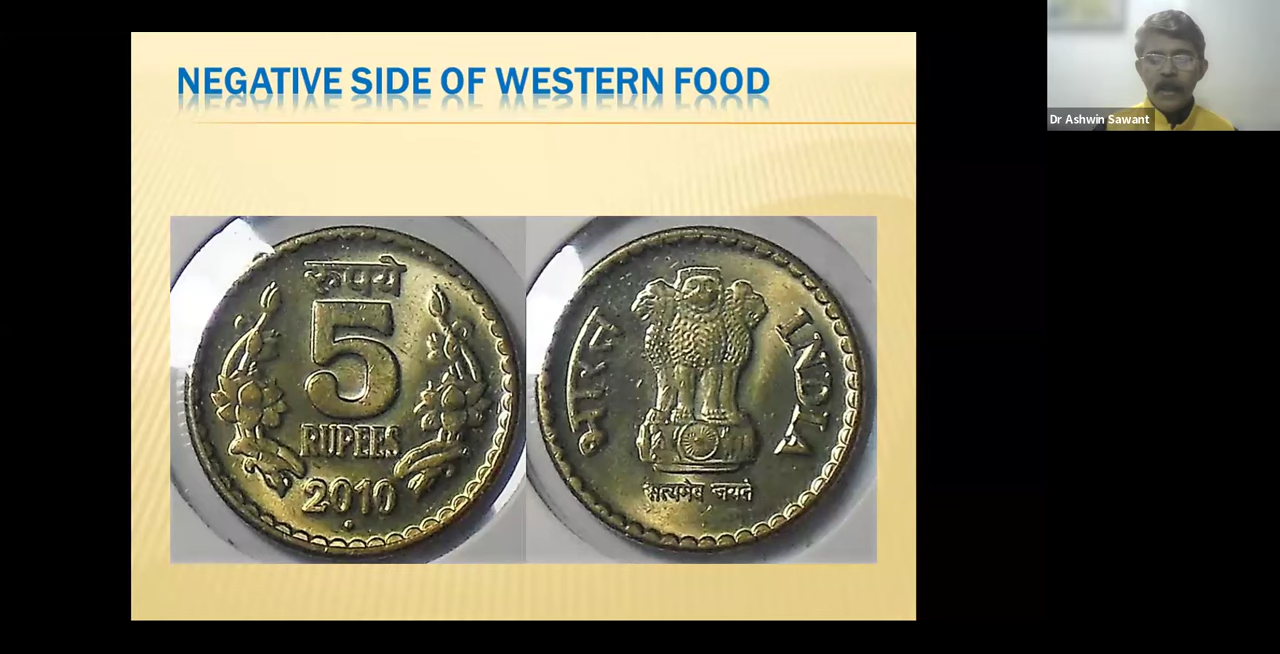 NEGATIVE SIDE OF WESTERN FOOD
Dr Ashwin Sawant
रुपये
5
RUPEES
2010
भारत
INDIA
सत्यमेव जयते